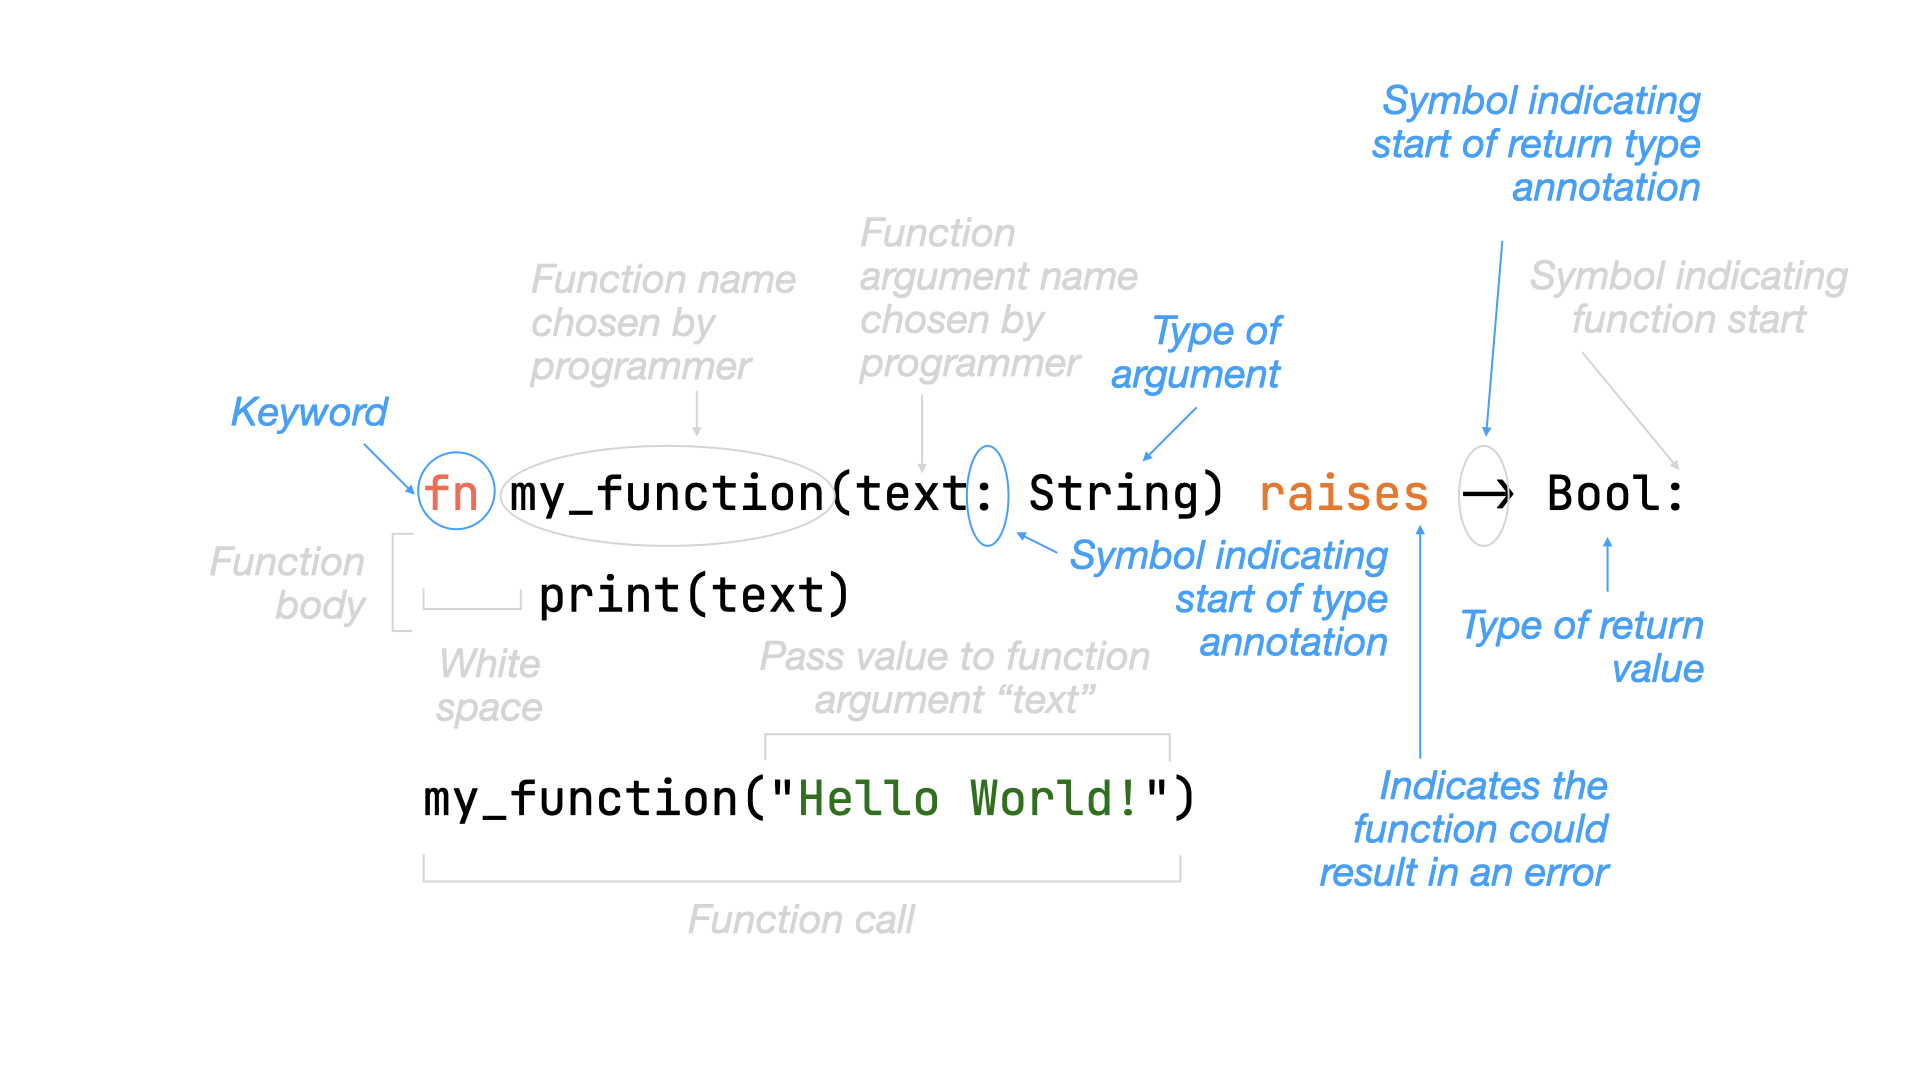 Symbol indicating
start of return type
annotation
Function
argument name
chosen by
programmer
Function name
chosen by
programmer
Symbol indicating
function start
Type of
argument
Keyword
fn my_function(text: String) raises -> Bool:
Function
body
print(text)
Symbol indicating
start of type
annotation
Type of return
value
White
space
Pass value to function
argument “text”
my_function("Hello World!")
Indicates the
function could
result in an error
Function call